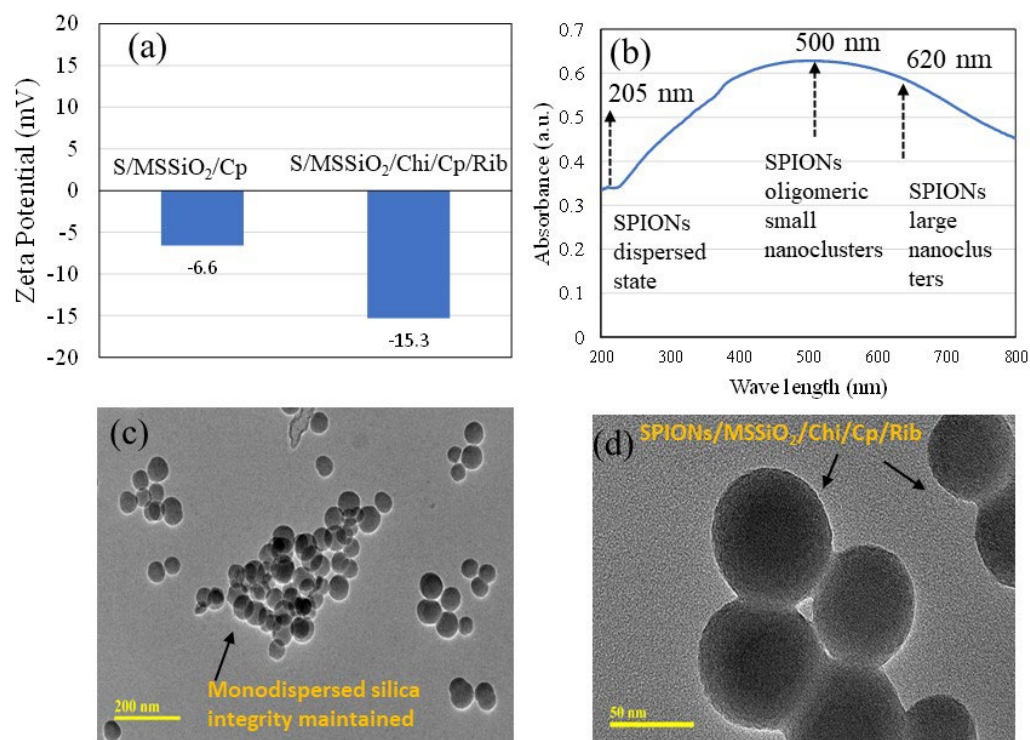 (a)
20
15
10
5
0
-5
-10
-15
-20
Zeta Potential (mV)
S/MSSiO₂/Cp
S/MSSiO₂/Chi/Cp/Rib
-6.6
-15.3
(b)
0.7
0.6
0.5
0.4
0.3
0.2
0.1
0
Absorbance (a.u.)
500 nm
620 nm
205 nm
SPIONs
dispersed
state
SPIONs
oligomeric
small
nanoclusters
SPIONs
large
nanoclus
ters
200 300 400 500 600 700 800
Wave length (nm)
(c)
Monodispersed silica
integrity maintained
200 nm
(d)
SPIONs/MSSiO₂/Chi/Cp/Rib
50 nm